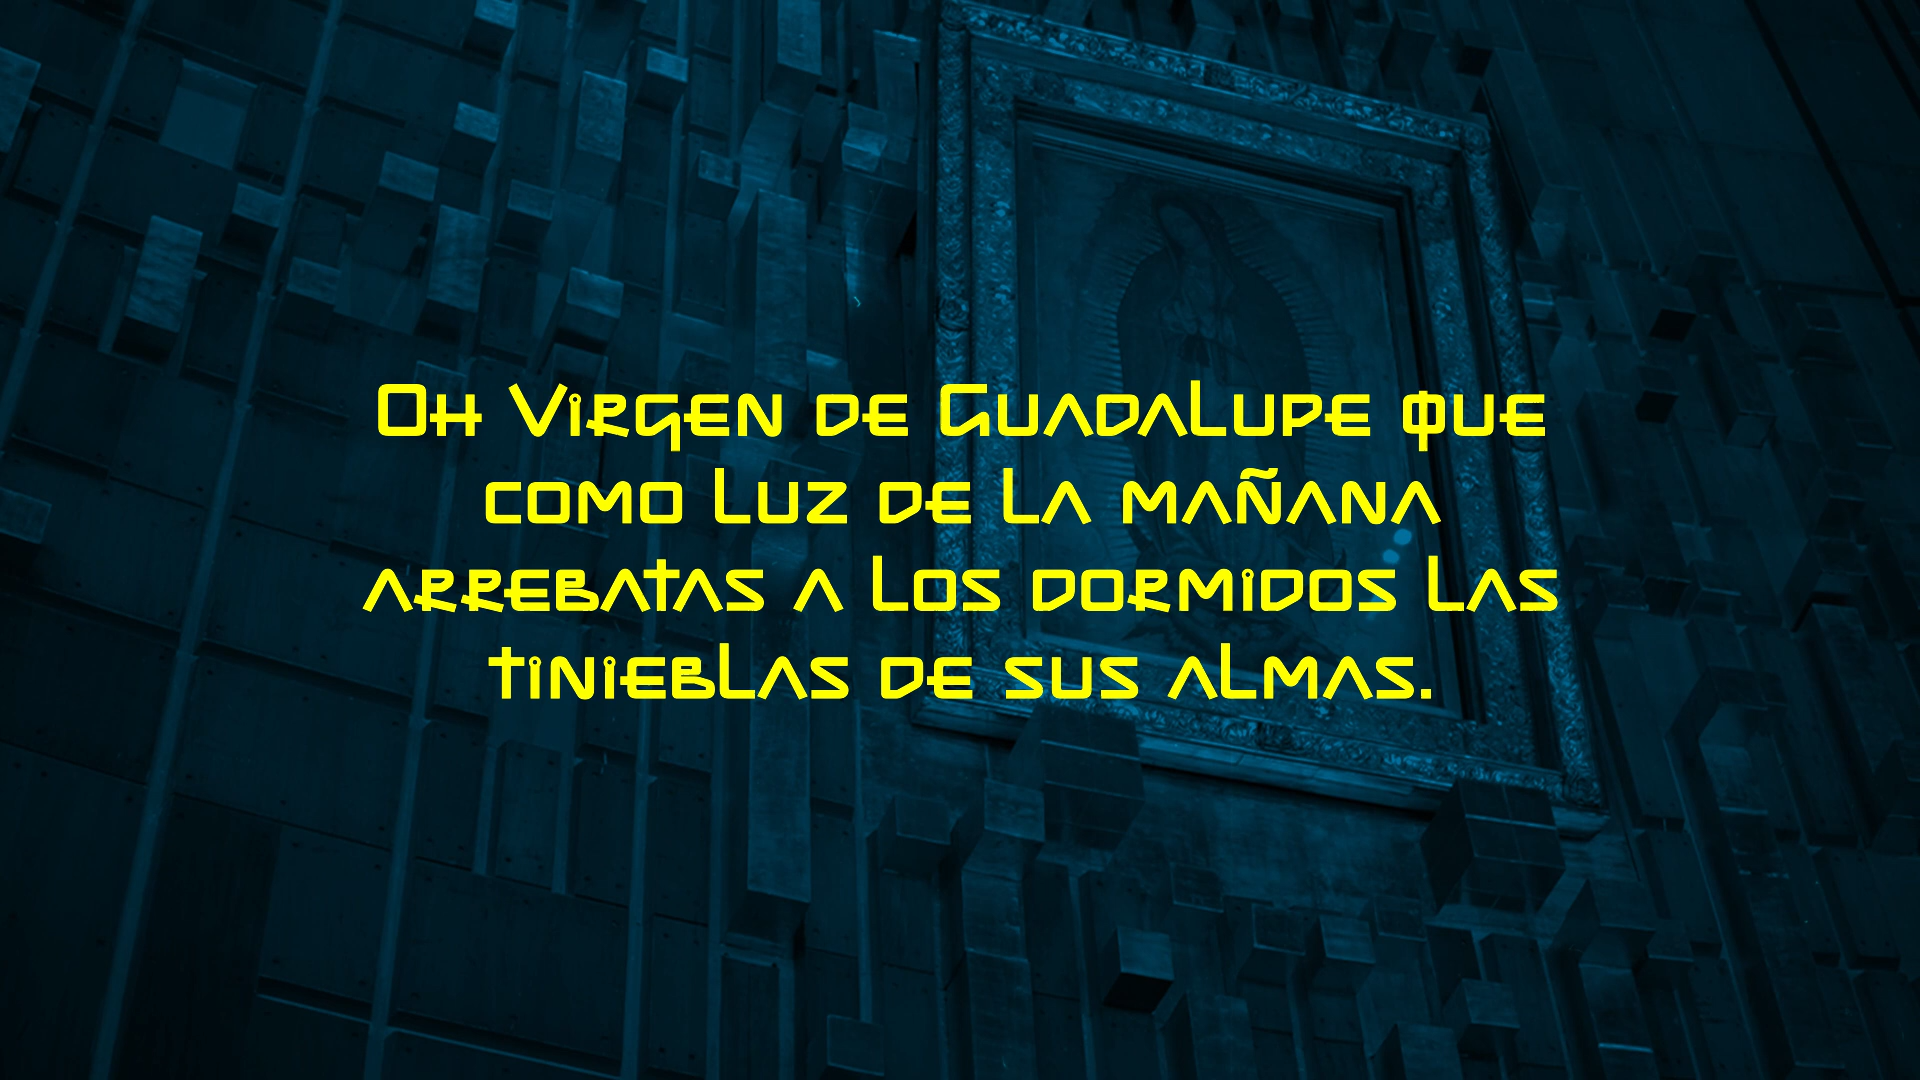 Oh Virgen de Guadalupe que
como luz de la mañana
arrebatas a los dormidos las
tinieblas de sus almas.